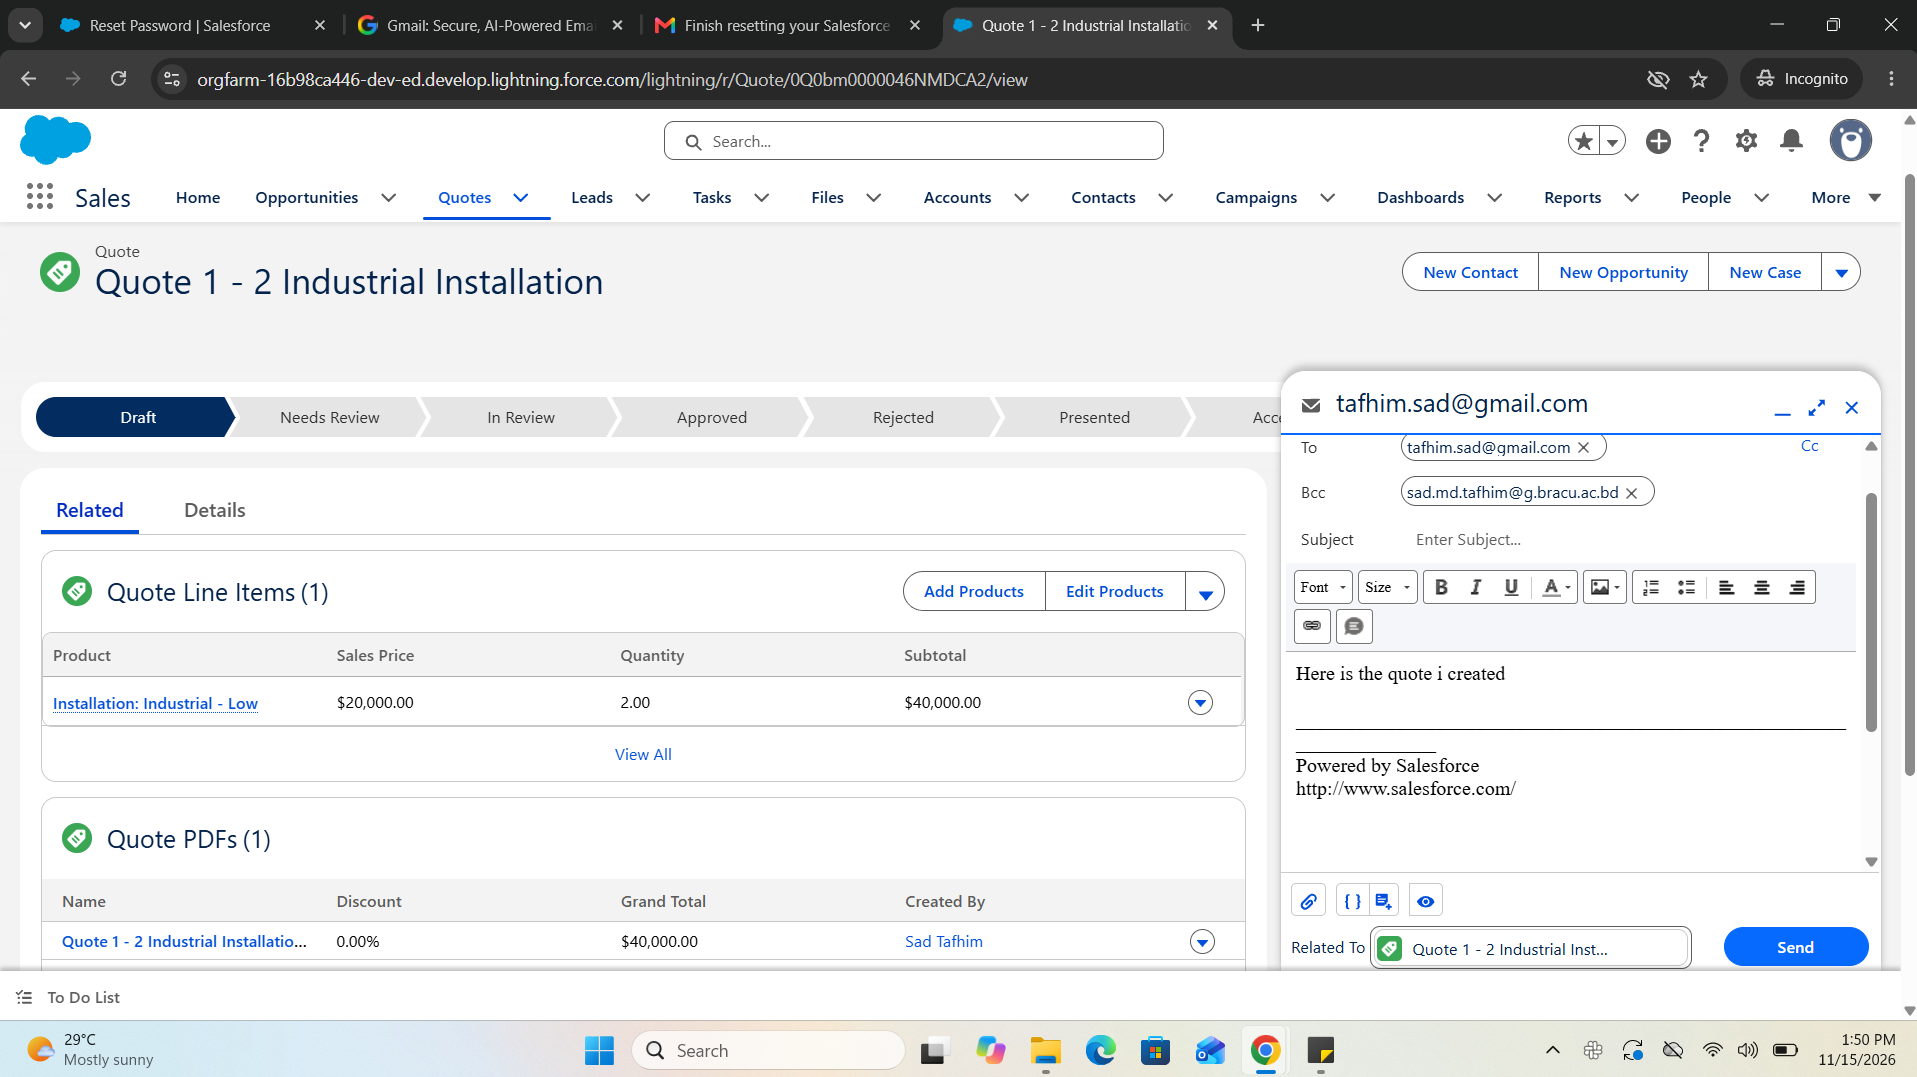 Reset Password | Salesforce
Gmail: Secure, AI-Powered Emai
Finish resetting your Salesforce
Quote 1 - 2 Industrial Installatio
orgfarm-16b98ca446-dev-ed.develop.lightning.force.com/lightning/r/Quote/0Q0bm0000046NMDCA2/view
Incognito
Search...
Sales
Home
Opportunities
Quotes
Leads
Tasks
Files
Accounts
Contacts
Campaigns
Dashboards
Reports
People
More
Quote
Quote 1 - 2 Industrial Installation
New Contact
New Opportunity
New Case
Draft
Needs Review
In Review
Approved
Rejected
Presented
Acce
Related
Details
Quote Line Items (1)
Add Products
Edit Products
Product Sales Price Quantity Subtotal
Installation: Industrial - Low $20,000.00 2.00 $40,000.00
View All
Quote PDFs (1)
Name Discount Grand Total Created By
Quote 1 - 2 Industrial Installatio... 0.00% $40,000.00 Sad Tafhim
tafhim.sad@gmail.com
To tafhim.sad@gmail.com Cc
Bcc sad.md.tafhim@g.bracu.ac.bd
Subject Enter Subject...
Font Size B I U A
Here is the quote i created
Powered by Salesforce
http://www.salesforce.com/
{ }
Related To Quote 1 - 2 Industrial Inst...
Send
To Do List
29°C
Mostly sunny
Search
1:50 PM
11/15/2026